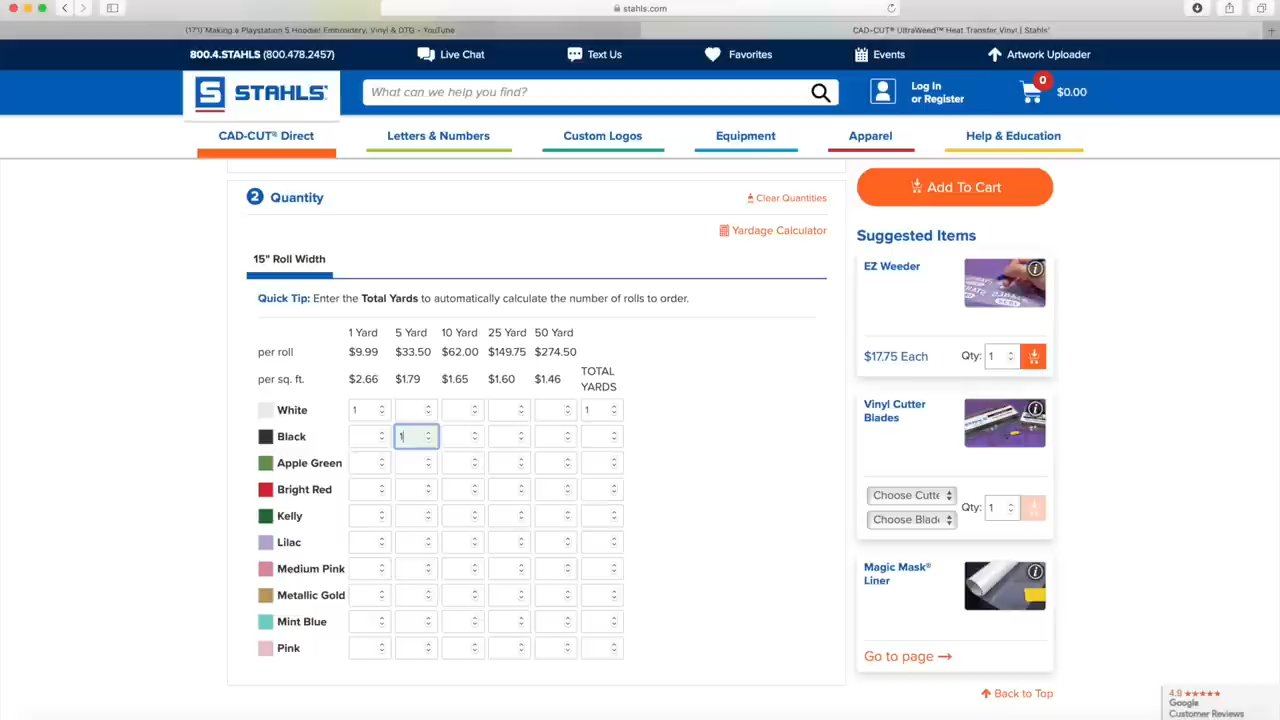 stahls.com
(171) Making a Playstation 5 Hoodie! Embroidery, Vinyl & DTG - YouTube
CAD-CUT® UltraWeed™ Heat Transfer Vinyl | Stahls'
800.4.STAHLS (800.478.2457)
Live Chat
Text Us
Favorites
Events
Artwork Uploader
S STAHLS'
What can we help you find?
Log In
or Register
0
$0.00
CAD-CUT® Direct
Letters & Numbers
Custom Logos
Equipment
Apparel
Help & Education
2 Quantity
Clear Quantities
Yardage Calculator
15" Roll Width
Quick Tip: Enter the Total Yards to automatically calculate the number of rolls to order.
1 Yard 5 Yard 10 Yard 25 Yard 50 Yard
per roll $9.99 $33.50 $62.00 $149.75 $274.50
per sq. ft. $2.66 $1.79 $1.65 $1.60 $1.46 TOTAL YARDS
White 1 1
Black 1
Apple Green
Bright Red
Kelly
Lilac
Medium Pink
Metallic Gold
Mint Blue
Pink
Add To Cart
Suggested Items
EZ Weeder
$17.75 Each Qty: 1
Vinyl Cutter
Blades
Choose Cutte
Choose Blade
Qty: 1
Magic Mask®
Liner
Go to page →
Back to Top
4.9 ★★★★★
Google
Customer Reviews